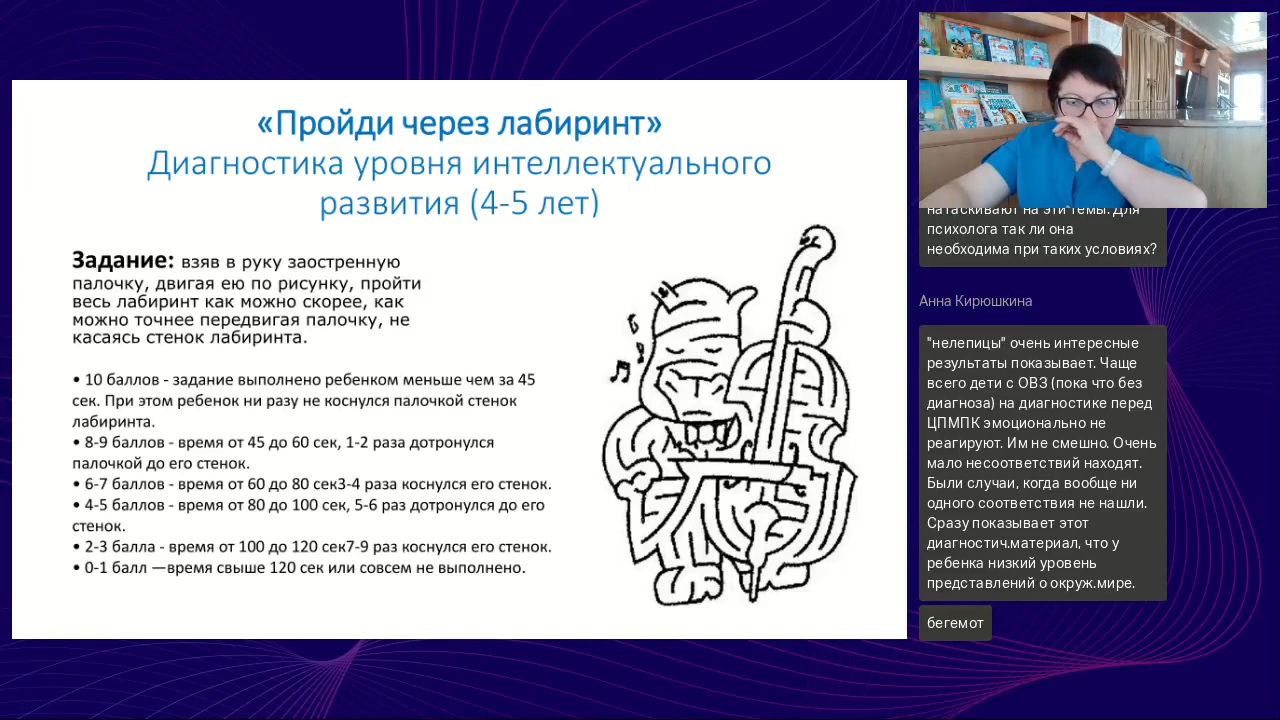 «Пройди через лабиринт»
Диагностика уровня интеллектуального
развития (4-5 лет)
Задание: взяв в руку заостренную
палочку, двигая ею по рисунку, пройти
весь лабиринт как можно скорее, как
можно точнее передвигая палочку, не
касаясь стенок лабиринта.
• 10 баллов - задание выполнено ребенком меньше чем за 45
сек. При этом ребенок ни разу не коснулся палочкой стенок
лабиринта.
• 8-9 баллов - время от 45 до 60 сек, 1-2 раза дотронулся
палочкой до его стенок.
• 6-7 баллов - время от 60 до 80 сек3-4 раза коснулся его стенок.
• 4-5 баллов - время от 80 до 100 сек, 5-6 раз дотронулся до его
стенок.
• 2-3 балла - время от 100 до 120 сек7-9 раз коснулся его стенок.
• 0-1 балл —время свыше 120 сек или совсем не выполнено.
натаскивают на эти темы. Для
психолога так ли она
необходима при таких условиях?
Анна Кирюшкина
"нелепицы" очень интересные
результаты показывает. Чаще
всего дети с ОВЗ (пока что без
диагноза) на диагностике перед
ЦПМПК эмоционально не
реагируют. Им не смешно. Очень
мало несоответствий находят.
Были случаи, когда вообще ни
одного соответствия не нашли.
Сразу показывает этот
диагностич.материал, что у
ребенка низкий уровень
представлений о окруж.мире.
бегемот